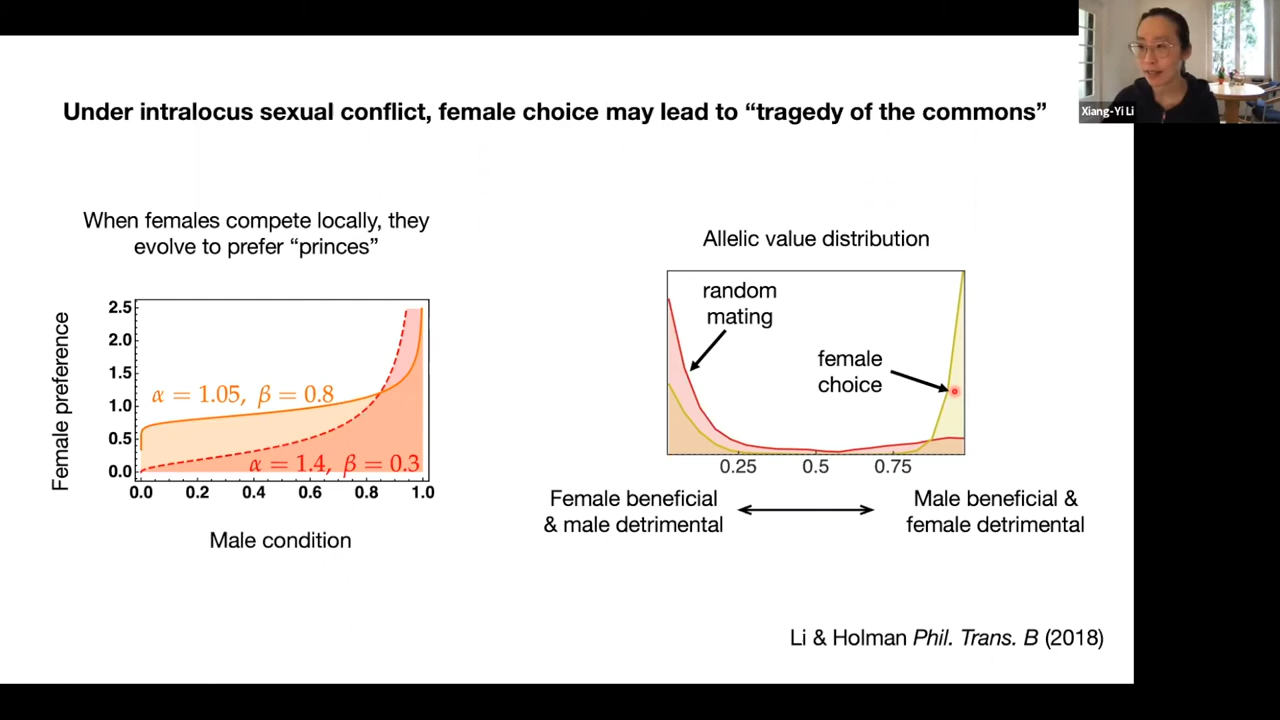 Xiang-Yi Li
Under intralocus sexual conflict, female choice may lead to “tragedy of the commons”
When females compete locally, they
evolve to prefer “princes”
Female preference
2.5
2.0
1.5
1.0
0.5
0.0
α = 1.05, β = 0.8
α = 1.4, β = 0.3
0.0 0.2 0.4 0.6 0.8 1.0
Male condition
Allelic value distribution
random
mating
female
choice
0.25 0.5 0.75
Female beneficial
& male detrimental
Male beneficial &
female detrimental
Li & Holman Phil. Trans. B (2018)